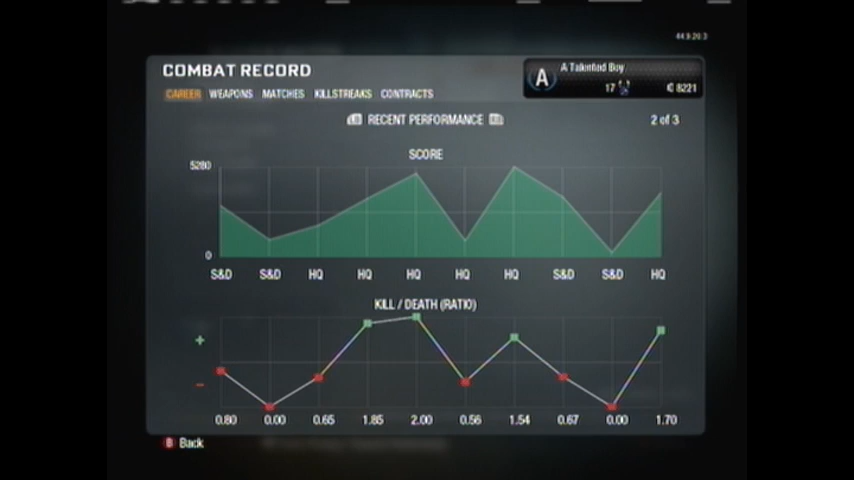 COMBAT RECORD
A
A Talented Boy
17
8221
CAREER WEAPONS MATCHES KILLSTREAKS CONTRACTS
RECENT PERFORMANCE
2 of 3
SCORE
5280
0
S&D S&D HQ HQ HQ HQ HQ S&D S&D HQ
KILL / DEATH (RATIO)
+
-
0.80 0.00 0.65 1.85 2.00 0.56 1.54 0.67 0.00 1.70
B Back